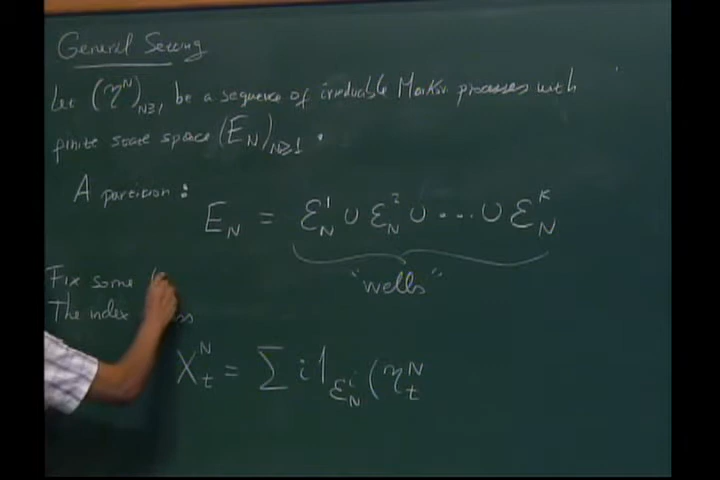 General Setting
Let (η^N)_{N≥1} be a sequence of irreducible Markov processes with
finite state space (E_N)_{N≥1}.
A partition:
E_N = ℰ_N^1 ∪ ℰ_N^2 ∪ ... ∪ ℰ_N^κ
"wells"
Fix some
The index
X_t^N = ∑ i 1_{ℰ_N^i} (η_t^N